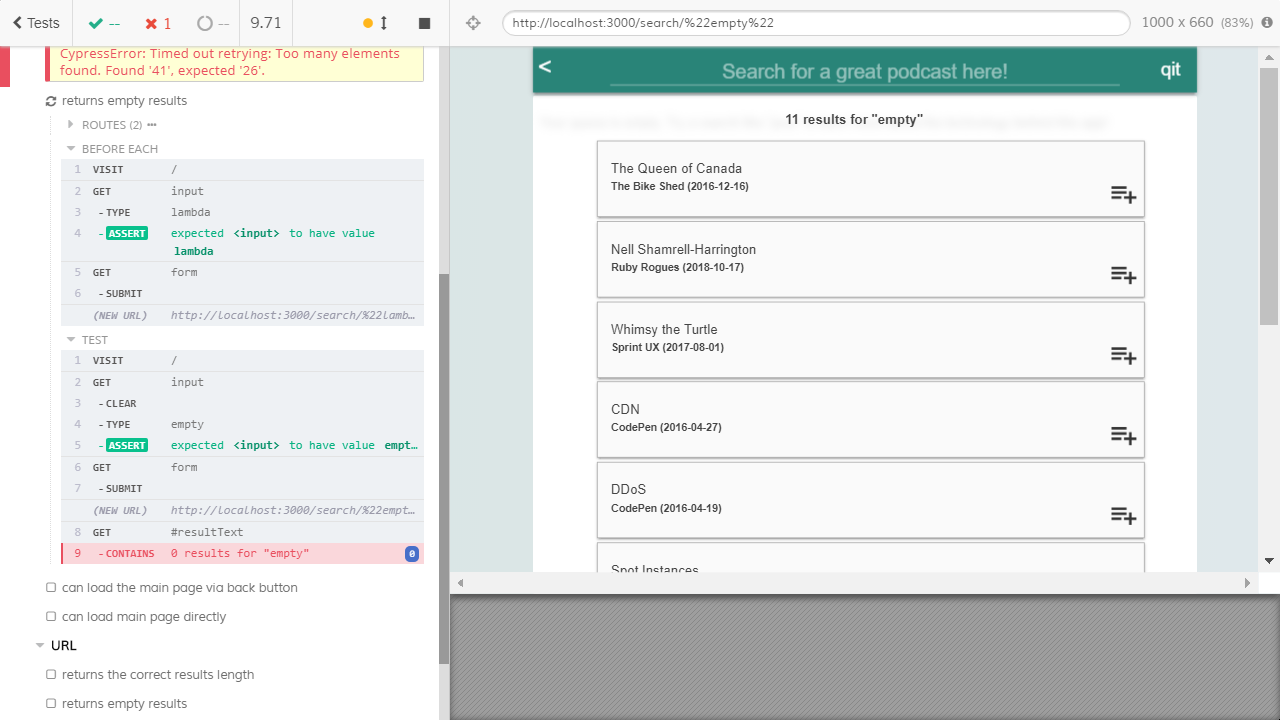 Tests
--
1
--
9.71
http://localhost:3000/search/%22empty%22
1000 x 660 (83%)
CypressError: Timed out retrying: Too many elements
found. Found '41', expected '26'.
returns empty results
ROUTES (2) •••
BEFORE EACH
1 VISIT /
2 GET input
3 - TYPE lambda
4 - ASSERT expected <input> to have value
lambda
5 GET form
6 - SUBMIT
(NEW URL) http://localhost:3000/search/%22lamb…
TEST
1 VISIT /
2 GET input
3 - CLEAR
4 - TYPE empty
5 - ASSERT expected <input> to have value empt…
6 GET form
7 - SUBMIT
(NEW URL) http://localhost:3000/search/%22empt…
8 GET #resultText
9 - CONTAINS 0 results for "empty" 0
can load the main page via back button
can load main page directly
URL
returns the correct results length
returns empty results
< Search for a great podcast here! qit
11 results for "empty"
The Queen of Canada
The Bike Shed (2016-12-16)
Nell Shamrell-Harrington
Ruby Rogues (2018-10-17)
Whimsy the Turtle
Sprint UX (2017-08-01)
CDN
CodePen (2016-04-27)
DDoS
CodePen (2016-04-19)
Spot Instances